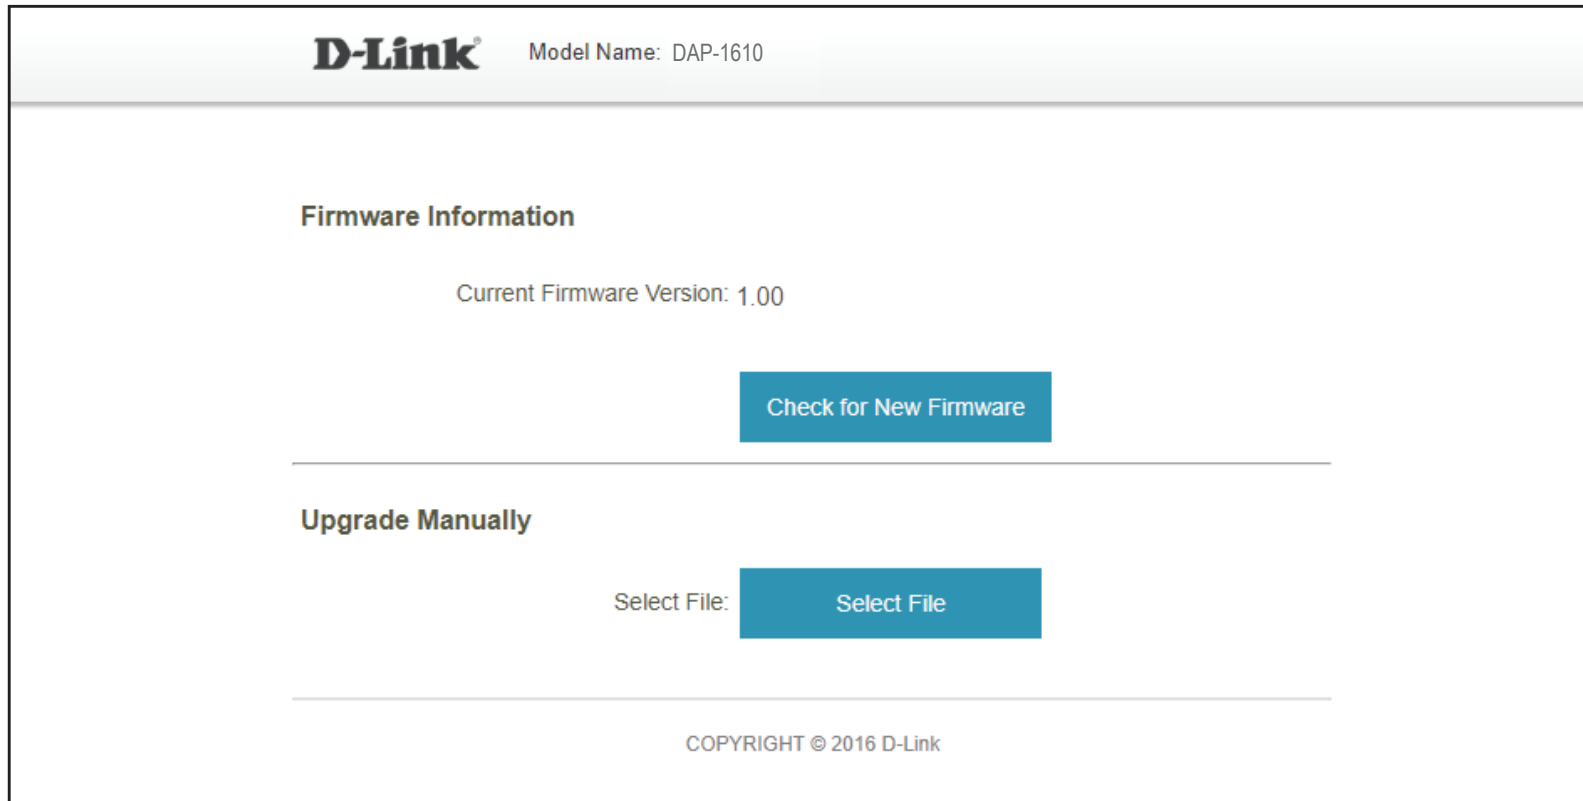 D-Link® Model Name: DAP-1610
Firmware Information
Current Firmware Version: 1.00
Check for New Firmware
Upgrade Manually
Select File: Select File
COPYRIGHT © 2016 D-Link